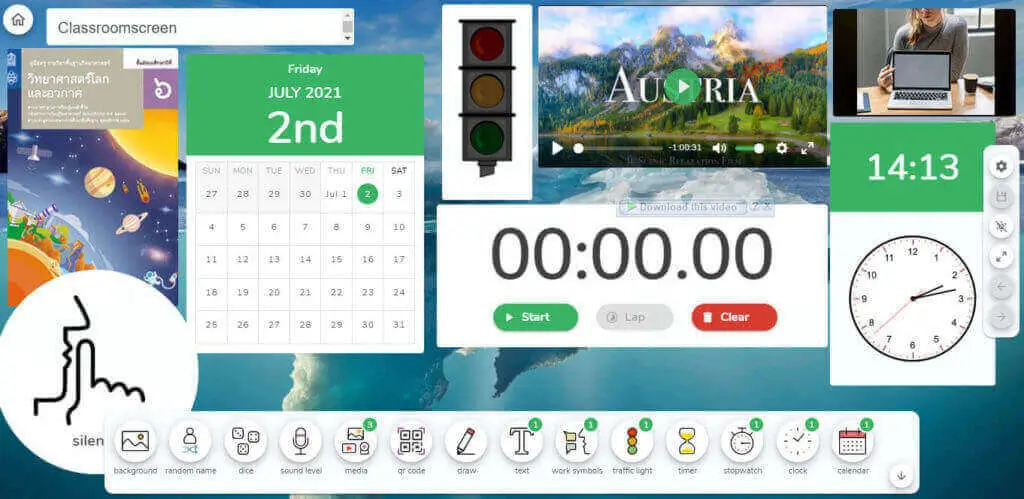 Classroomscreen
วิทยาศาสตร์โลก
และอวกาศ
๖
Friday
JULY 2021
2nd
SUN MON TUE WED THU FRI SAT
27 28 29 30 Jul 1 2 3
4 5 6 7 8 9 10
11 12 13 14 15 16 17
18 19 20 21 22 23 24
25 26 27 28 29 30 31
AUSTRIA
-1:00:31
Download this video
00:00.00
Start
Lap
Clear
14:13
12 1 2 3 4 5 6 7 8 9 10 11
silen
background random name dice sound level media qr code draw text work symbols traffic light timer stopwatch clock calendar
3 1 1 1 1 1 1